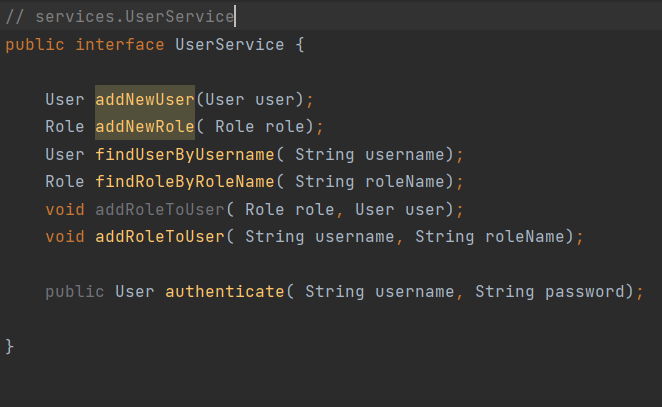 // services.UserService
public interface UserService {
User addNewUser(User user);
Role addNewRole( Role role);
User findUserByUsername( String username);
Role findRoleByRoleName( String roleName);
void addRoleToUser( Role role, User user);
void addRoleToUser( String username, String roleName);
public User authenticate( String username, String password);
}